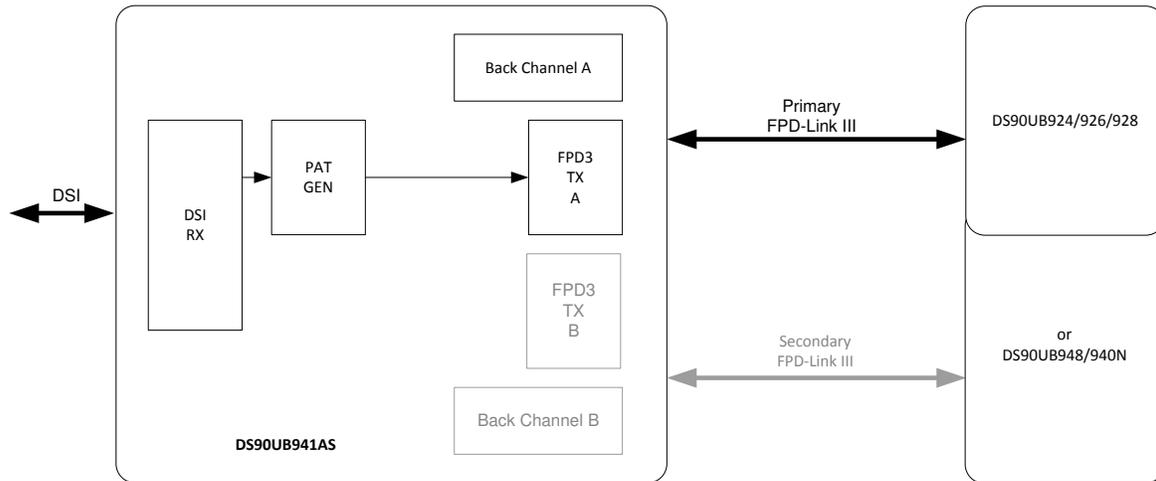 Back Channel A
Primary
FPD-Link III
DS90UB924/926/928
PAT
GEN
FPD3
TX
A
DSI
DSI
RX
FPD3
TX
B
Secondary
FPD-Link III
or
DS90UB948/940N
Back Channel B
DS90UB941AS